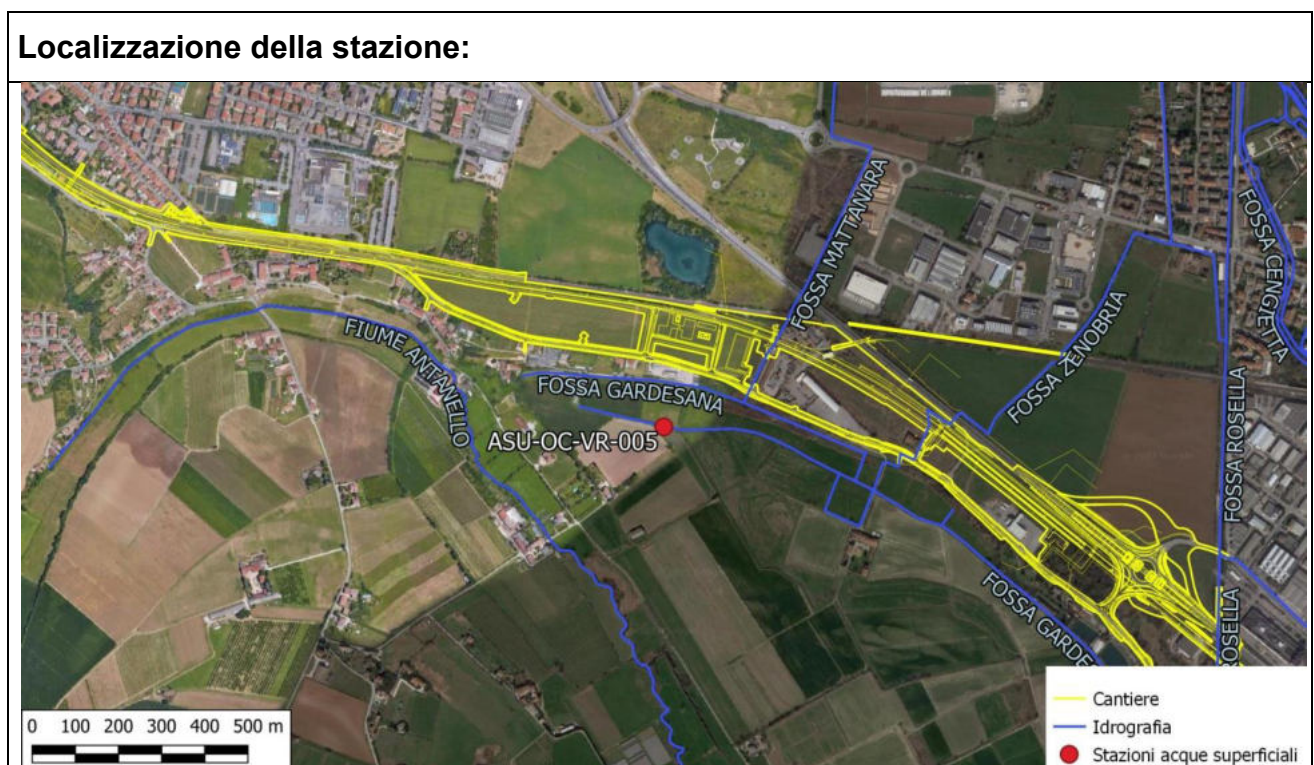 Localizzazione della stazione:
FOSSA MATTANARA
FOSSA CENGIETTA
FOSSA ZENOBRIA
FIUME ANTANELLO
FOSSA GARDESANA
FOSSA ROSELLA
ASU-OC-VR-005
FOSSA GARDE
ROSELLA
0 100 200 300 400 500 m
Cantiere
Idrografia
Stazioni acque superficiali